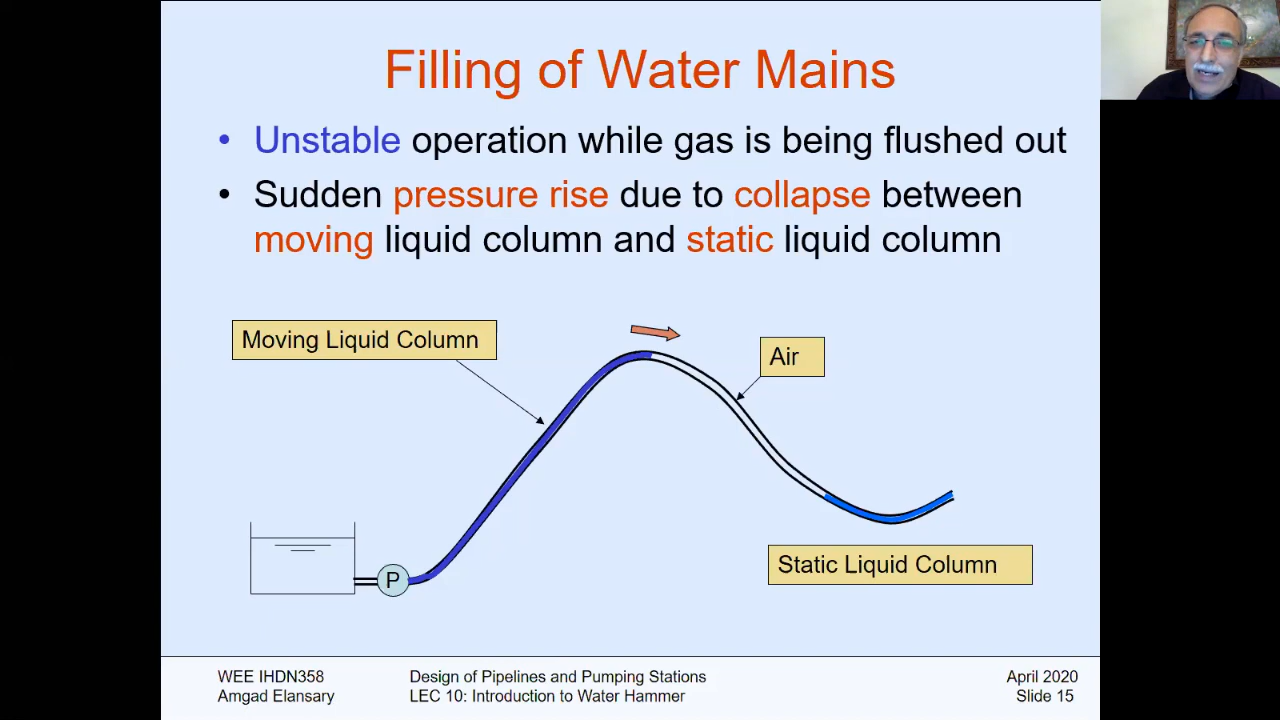 Filling of Water Mains
• Unstable operation while gas is being flushed out
• Sudden pressure rise due to collapse between
moving liquid column and static liquid column
Moving Liquid Column
Air
P
Static Liquid Column
WEE IHDN358
Amgad Elansary
Design of Pipelines and Pumping Stations
LEC 10: Introduction to Water Hammer
April 2020
Slide 15